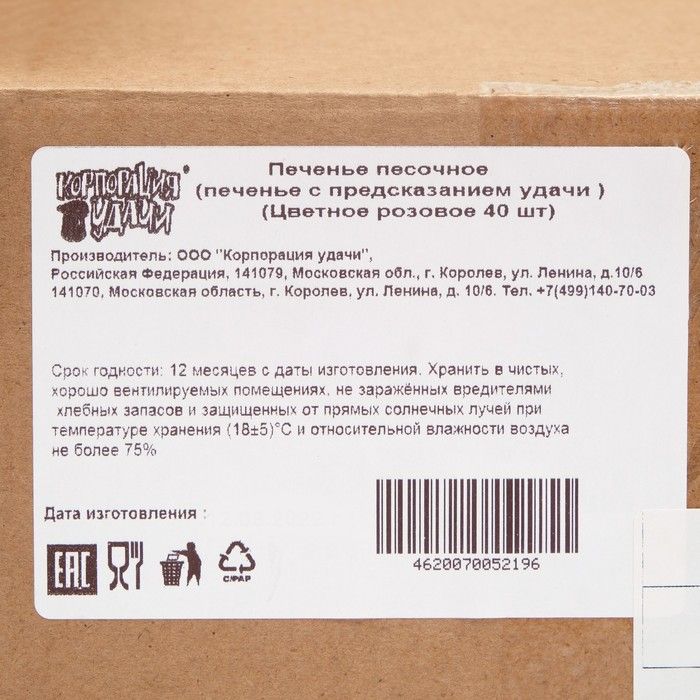 КОРПОРАЦИЯ
УДАЧИ
Печенье песочное
(печенье с предсказанием удачи )
(Цветное розовое 40 шт)
Производитель: ООО "Корпорация удачи",
Российская Федерация, 141079, Московская обл., г. Королев, ул. Ленина, д.10/6
141070, Московская область, г. Королев, ул. Ленина, д. 10/6. Тел. +7(499)140-70-03
Срок годности: 12 месяцев с даты изготовления. Хранить в чистых,
хорошо вентилируемых помещениях, не заражённых вредителями
хлебных запасов и защищенных от прямых солнечных лучей при
температуре хранения (18±5)°С и относительной влажности воздуха
не более 75%
Дата изготовления :
EAC
C/PAP
4620070052196